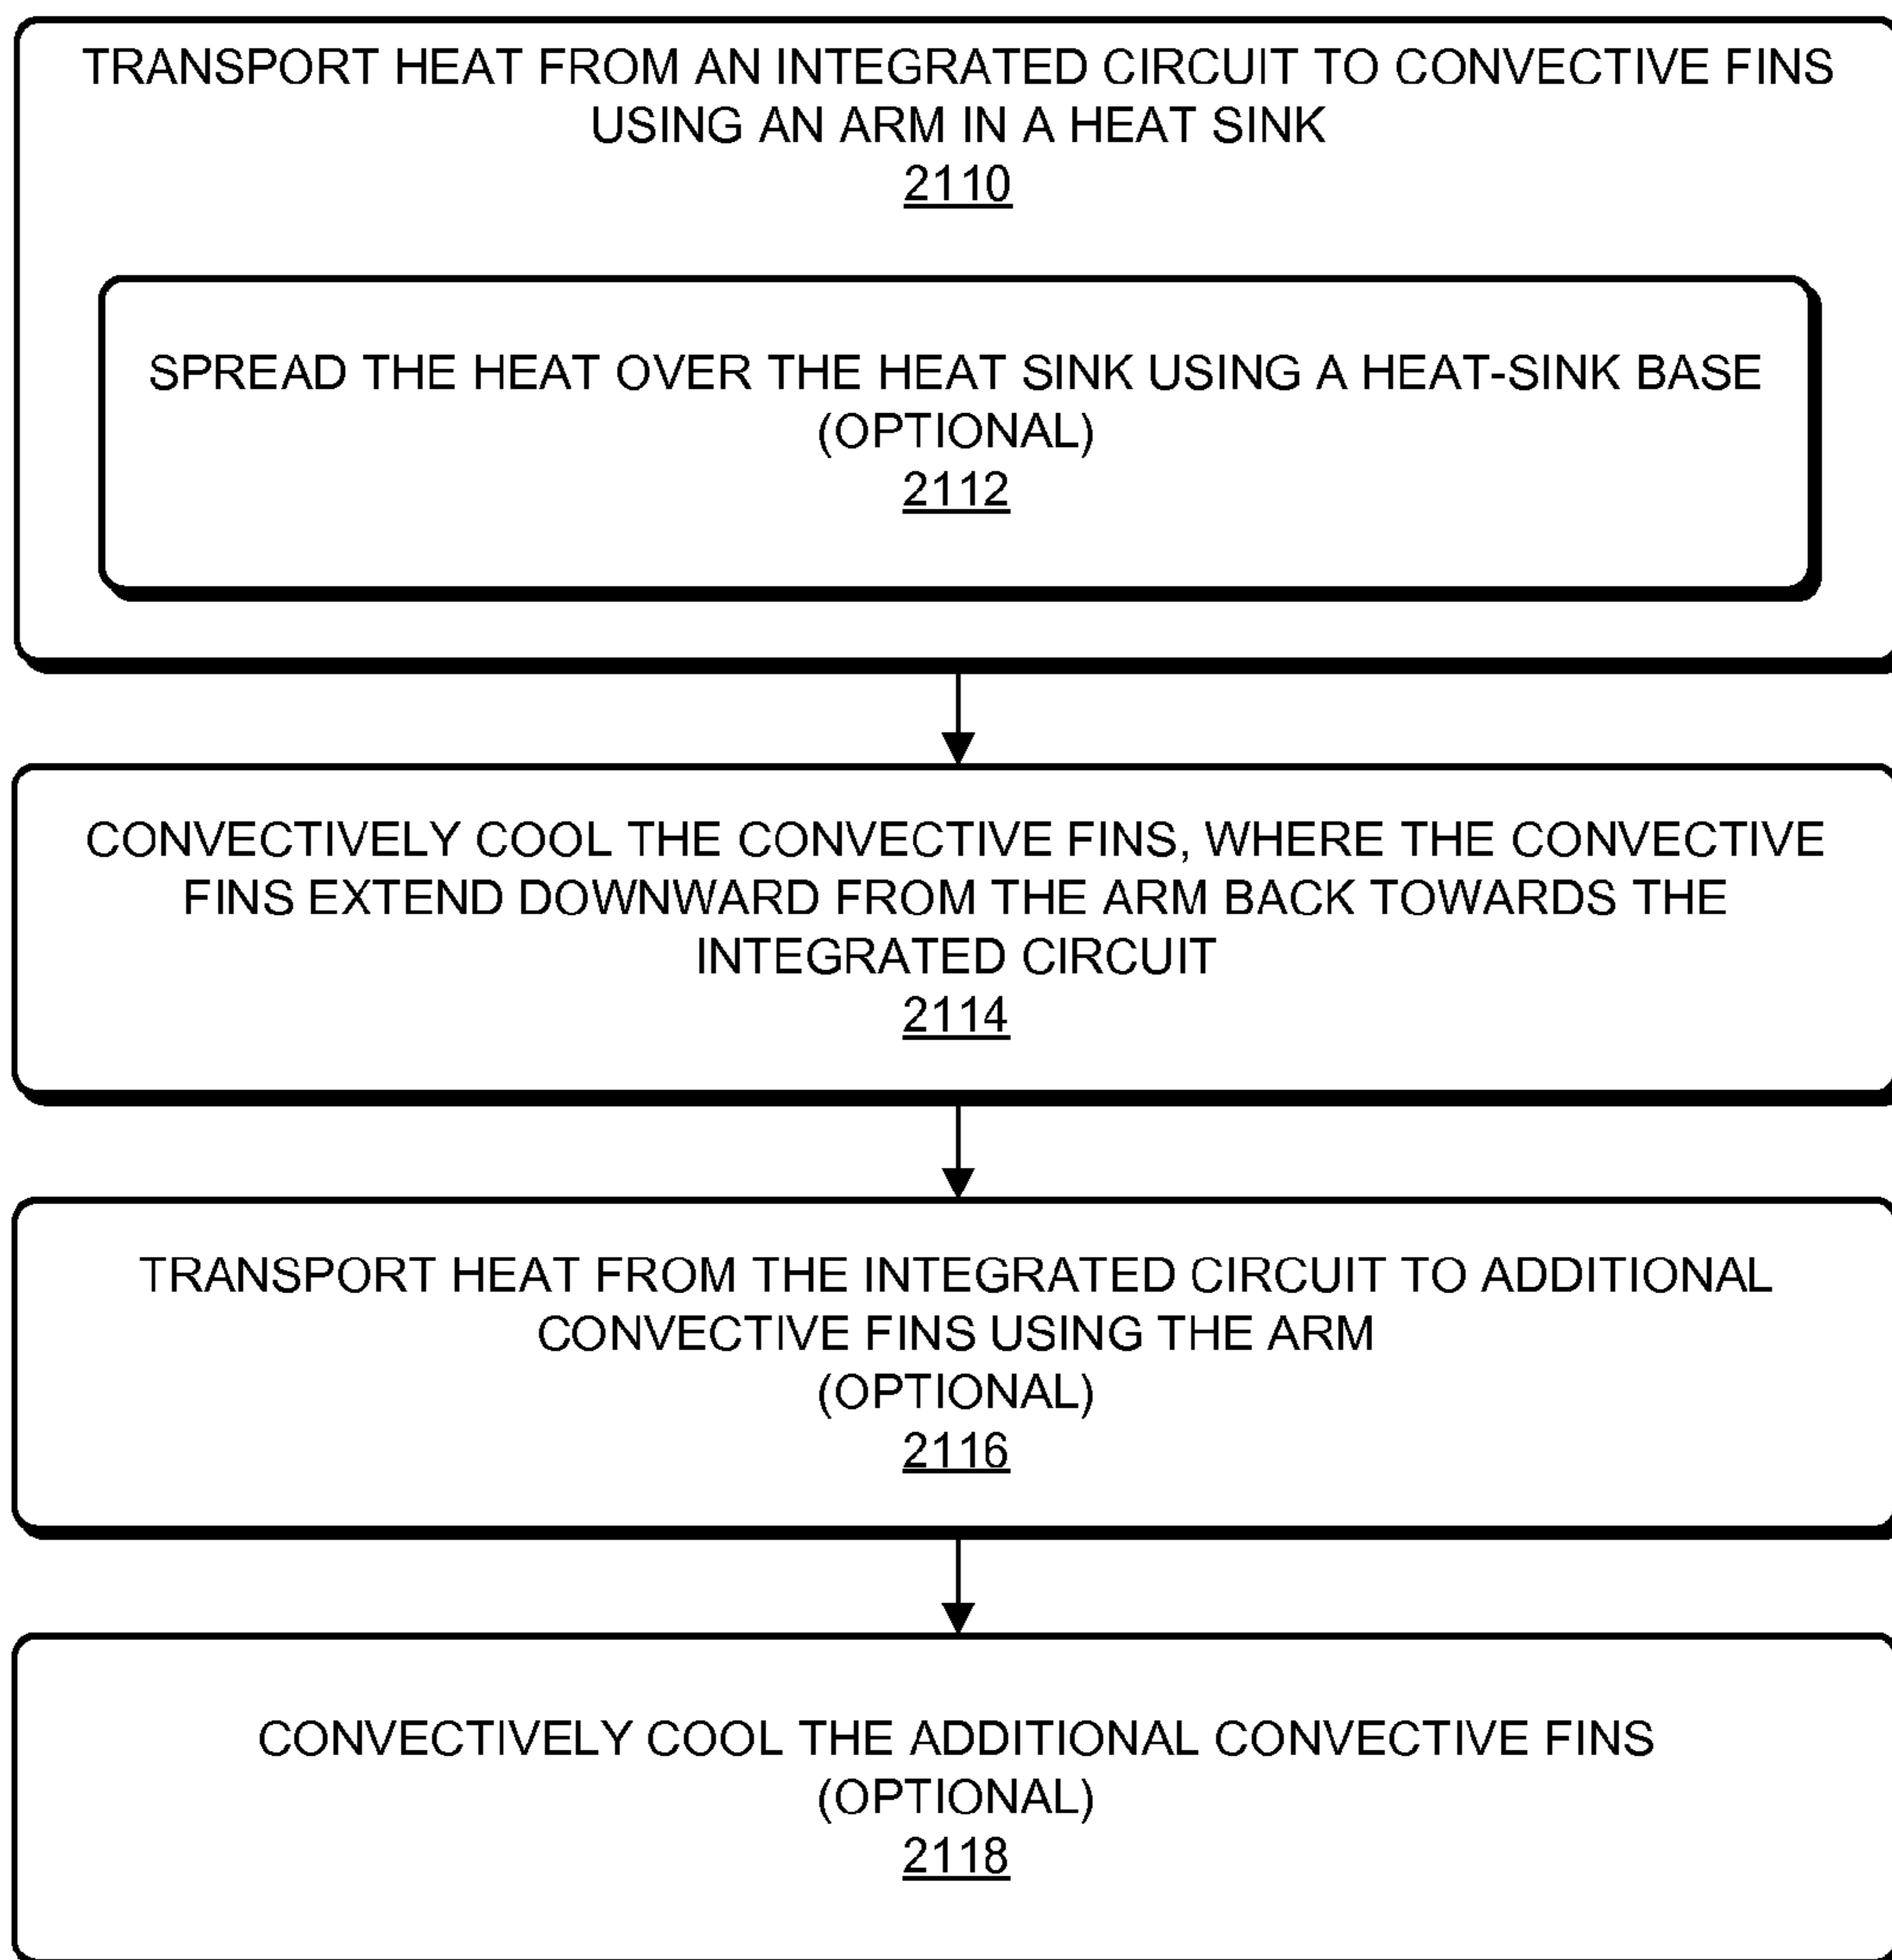 TRANSPORT HEAT FROM AN INTEGRATED CIRCUIT TO CONVECTIVE FINS
USING AN ARM IN A HEAT SINK
2110
SPREAD THE HEAT OVER THE HEAT SINK USING A HEAT-SINK BASE
(OPTIONAL)
2112
CONVECTIVELY COOL THE CONVECTIVE FINS, WHERE THE CONVECTIVE
FINS EXTEND DOWNWARD FROM THE ARM BACK TOWARDS THE
INTEGRATED CIRCUIT
2114
TRANSPORT HEAT FROM THE INTEGRATED CIRCUIT TO ADDITIONAL
CONVECTIVE FINS USING THE ARM
(OPTIONAL)
2116
CONVECTIVELY COOL THE ADDITIONAL CONVECTIVE FINS
(OPTIONAL)
2118